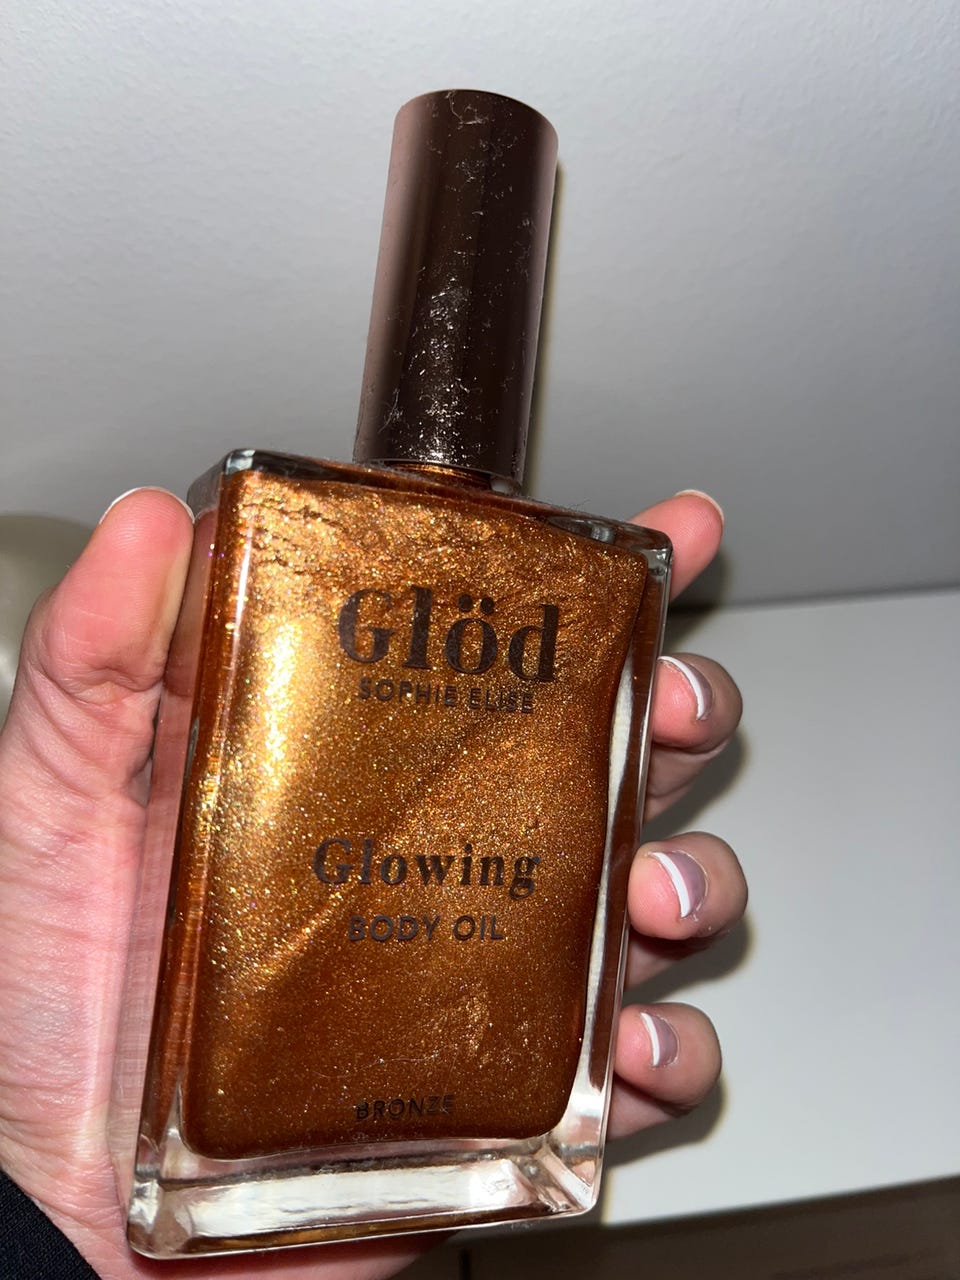 Glöd
SOPHIE ELISE
Glowing
BODY OIL
BRONZE